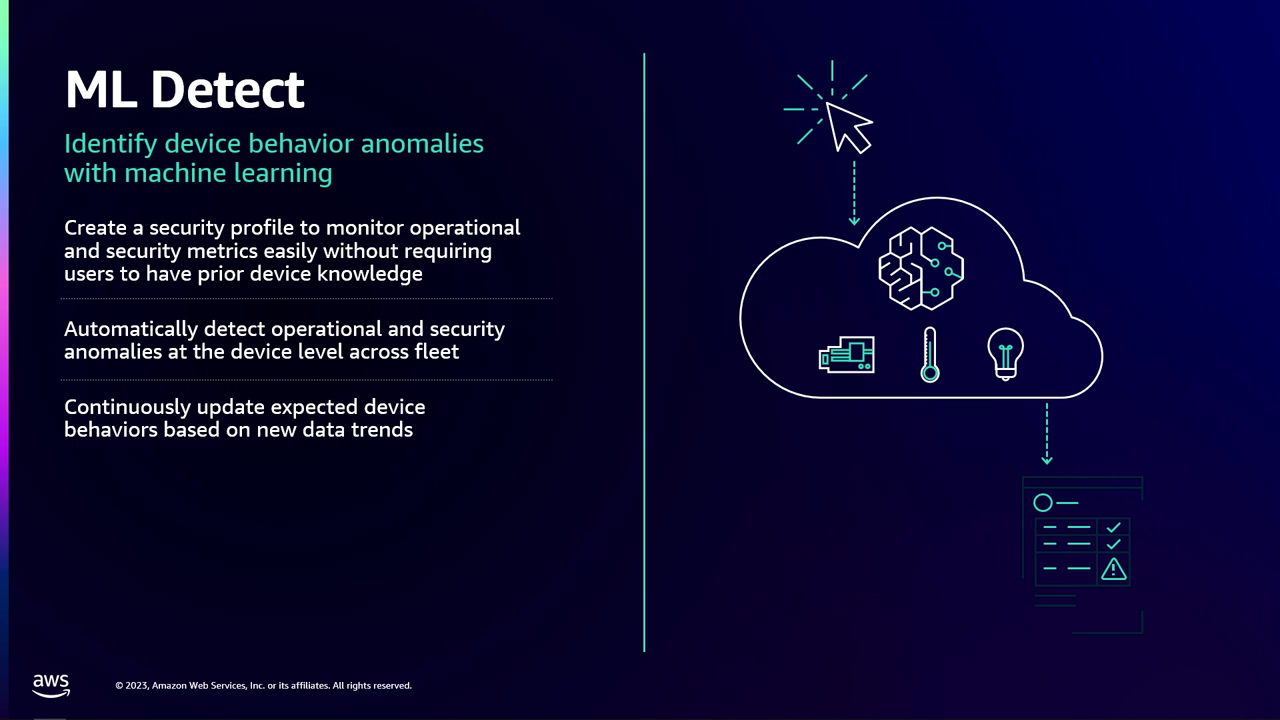 ML Detect
Identify device behavior anomalies
with machine learning
Create a security profile to monitor operational
and security metrics easily without requiring
users to have prior device knowledge
Automatically detect operational and security
anomalies at the device level across fleet
Continuously update expected device
behaviors based on new data trends
aws
© 2023, Amazon Web Services, Inc. or its affiliates. All rights reserved.